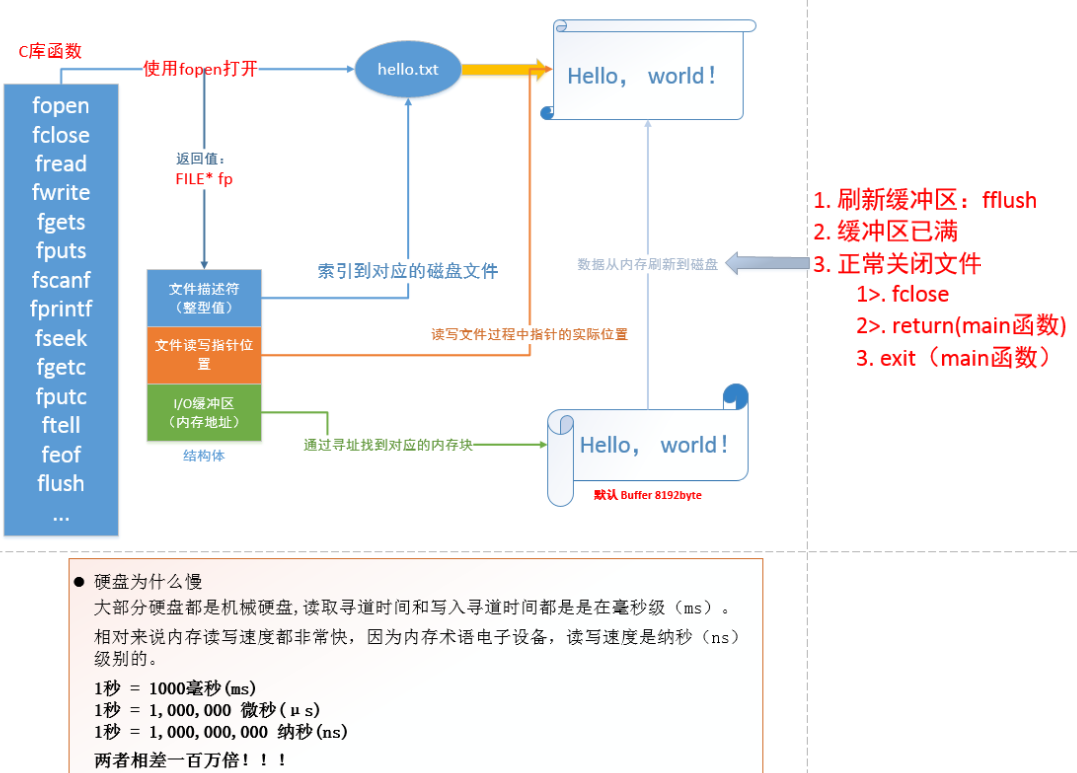 C库函数
使用fopen打开
hello.txt
Hello， world！
fopen
fclose
fread
fwrite
fgets
fputs
fscanf
fprintf
fseek
fgetc
fputc
ftell
feof
flush
...
返回值：
FILE* fp
文件描述符
（整型值）
文件读写指针位
置
I/O缓冲区
（内存地址）
结构体
索引到对应的磁盘文件
读写文件过程中指针的实际位置
通过寻址找到对应的内存块
数据从内存刷新到磁盘
Hello， world！
默认 Buffer 8192byte
1. 刷新缓冲区：fflush
2. 缓冲区已满
3. 正常关闭文件
1>. fclose
2>. return(main函数)
3. exit（main函数）
● 硬盘为什么慢
大部分硬盘都是机械硬盘,读取寻道时间和写入寻道时间都是是在毫秒级（ms）。
相对来说内存读写速度都非常快，因为内存术语电子设备，读写速度是纳秒（ns）
级别的。
1秒 = 1000毫秒(ms)
1秒 = 1,000,000 微秒(μs)
1秒 = 1,000,000,000 纳秒(ns)
两者相差一百万倍！！！